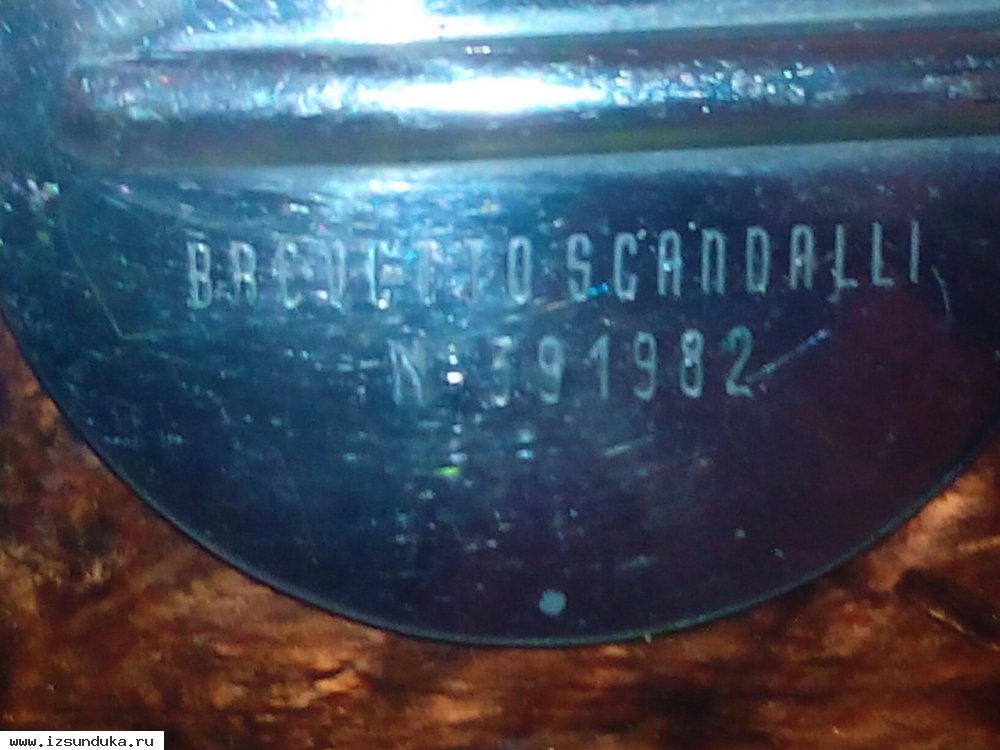 BREVETTO SCANDALLI
N. 391982
www.izsunduka.ru